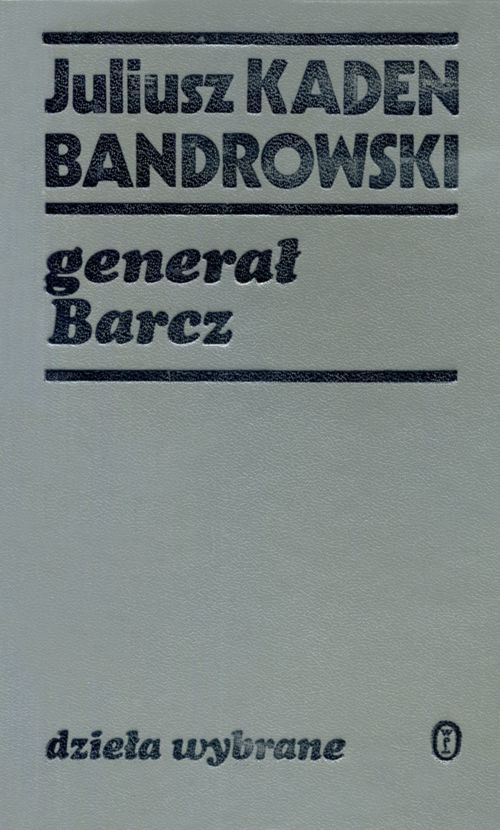 Juliusz KADEN
BANDROWSKI
generał
Barcz
dzieła wybrane